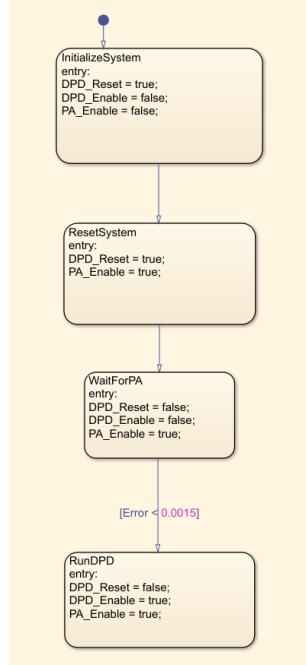 InitializeSystem
entry:
DPD_Reset = true;
DPD_Enable = false;
PA_Enable = false;
ResetSystem
entry:
DPD_Reset = true;
PA_Enable = true;
WaitForPA
entry:
DPD_Reset = false;
DPD_Enable = false;
PA_Enable = true;
[Error < 0.0015]
RunDPD
entry:
DPD_Reset = false;
DPD_Enable = true;
PA_Enable = true;